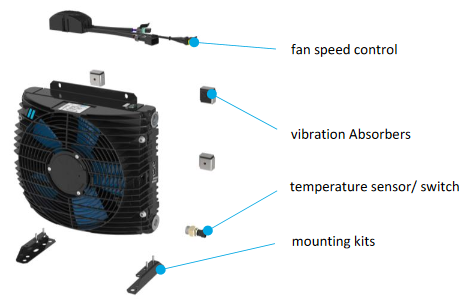 fan speed control
vibration Absorbers
temperature sensor/ switch
mounting kits